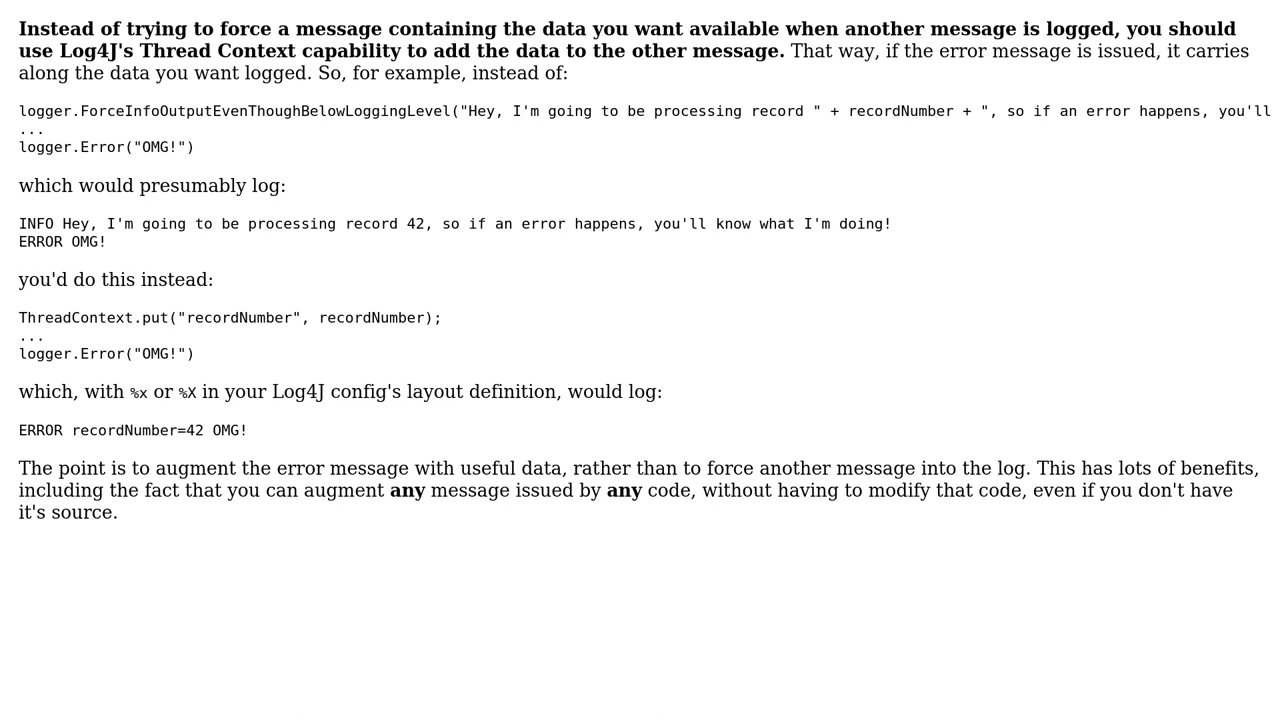 Instead of trying to force a message containing the data you want available when another message is logged, you should
use Log4J's Thread Context capability to add the data to the other message. That way, if the error message is issued, it carries
along the data you want logged. So, for example, instead of:
logger.ForceInfoOutputEvenThoughBelowLoggingLevel("Hey, I'm going to be processing record " + recordNumber + ", so if an error happens, you'll
...
logger.Error("OMG!")
which would presumably log:
INFO Hey, I'm going to be processing record 42, so if an error happens, you'll know what I'm doing!
ERROR OMG!
you'd do this instead:
ThreadContext.put("recordNumber", recordNumber);
...
logger.Error("OMG!")
which, with %x or %X in your Log4J config's layout definition, would log:
ERROR recordNumber=42 OMG!
The point is to augment the error message with useful data, rather than to force another message into the log. This has lots of benefits,
including the fact that you can augment any message issued by any code, without having to modify that code, even if you don't have
it's source.